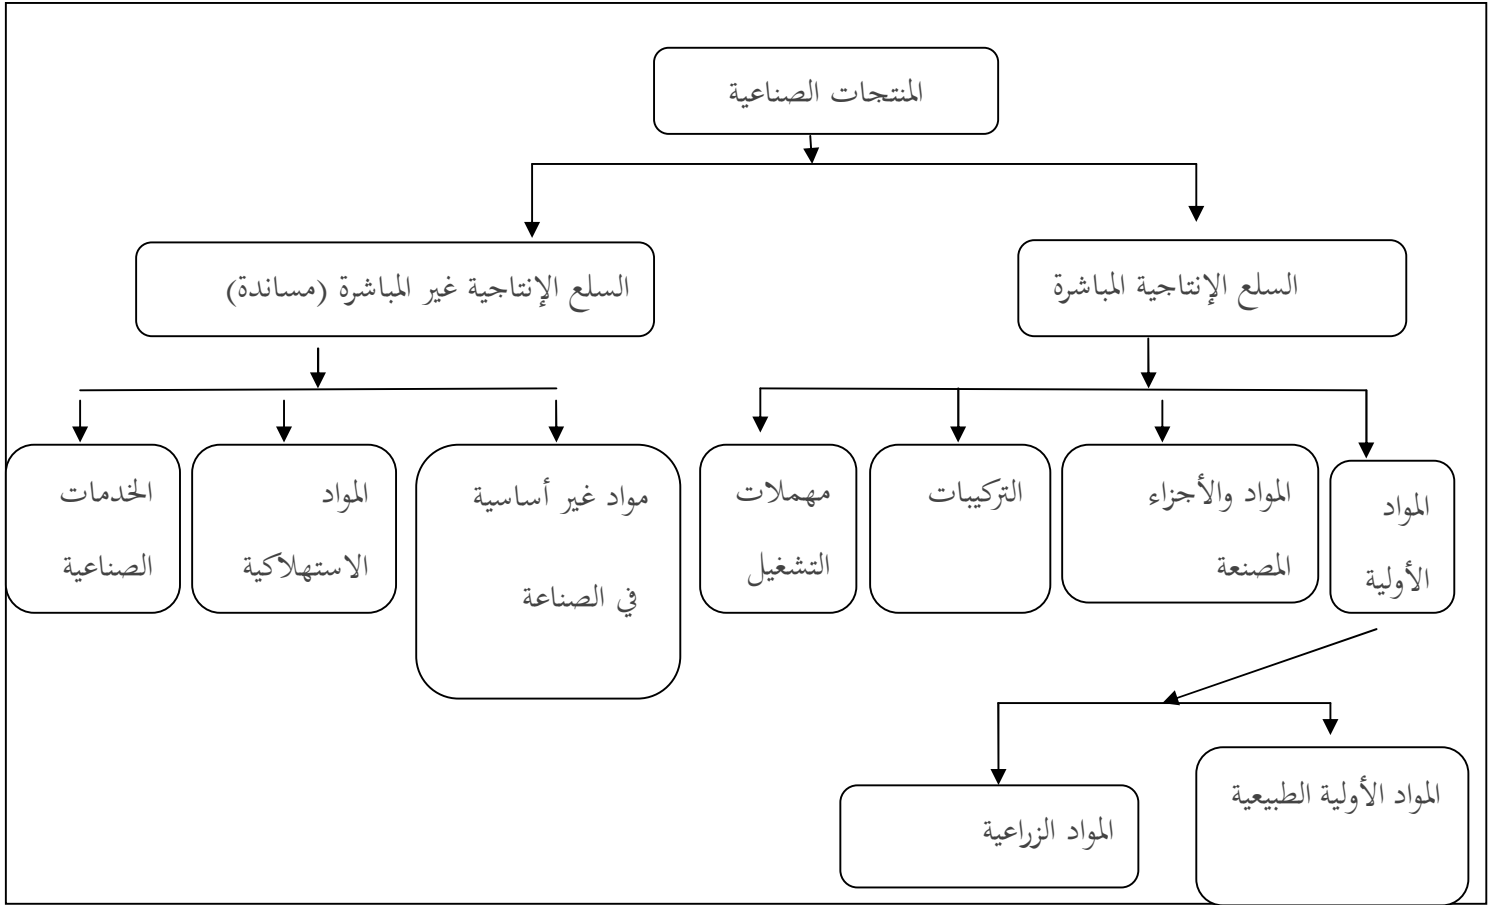 المنتجات الصناعية
السلع الإنتاجية المباشرة
السلع الإنتاجية غير المباشرة (مساندة)
المواد
الأولية
المواد والأجزاء
المصنعة
التركيبات
مهملات
التشغيل
مواد غير أساسية
في الصناعة
المواد
الاستهلاكية
الخدمات
الصناعية
المواد الأولية الطبيعية
المواد الزراعية